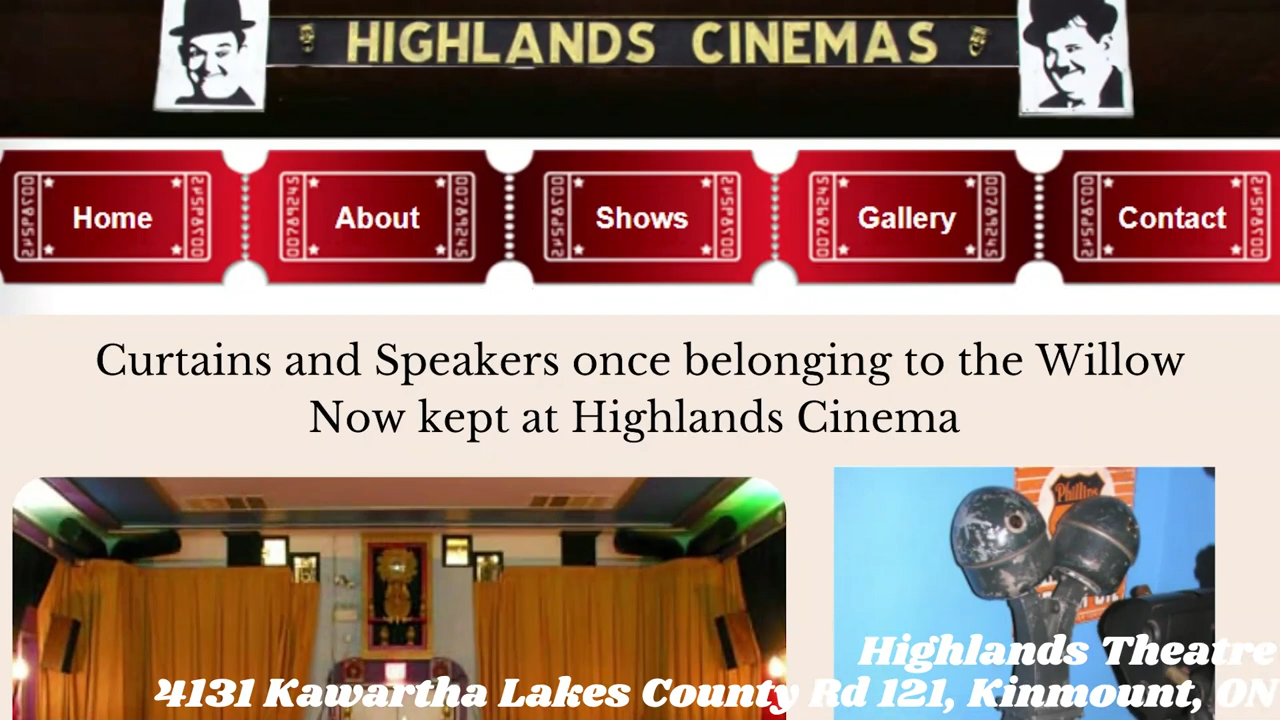 HIGHLANDS CINEMAS
Home
About
Shows
Gallery
Contact
Curtains and Speakers once belonging to the Willow
Now kept at Highlands Cinema
Phillips
Highlands Theatre
4131 Kawartha Lakes County Rd 121, Kinmount, ON